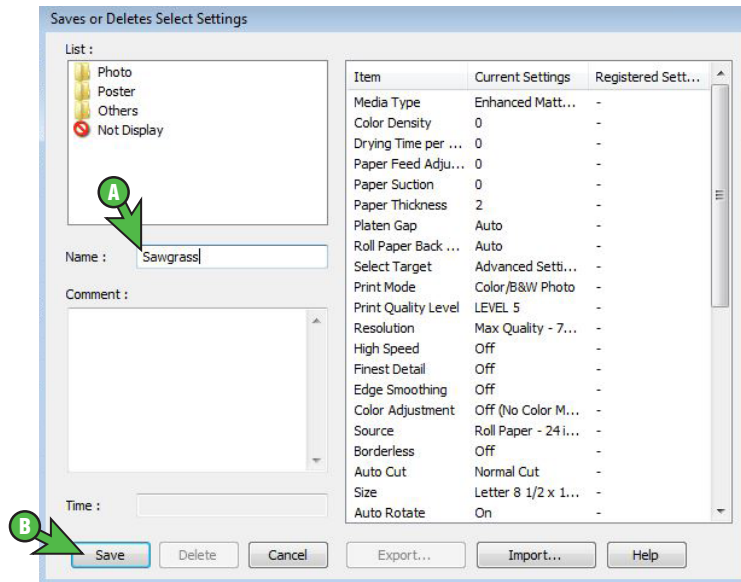 Saves or Deletes Select Settings
List :
Photo
Poster
Others
Not Display
A
Name : Sawgrass
Comment :
Time :
Item Current Settings Registered Sett...
Media Type Enhanced Matt... -
Color Density 0 -
Drying Time per ... 0 -
Paper Feed Adju... 0 -
Paper Suction 0 -
Paper Thickness 2 -
Platen Gap Auto -
Roll Paper Back ... Auto -
Select Target Advanced Setti... -
Print Mode Color/B&W Photo -
Print Quality Level LEVEL 5 -
Resolution Max Quality - 7... -
High Speed Off -
Finest Detail Off -
Edge Smoothing Off -
Color Adjustment Off (No Color M... -
Source Roll Paper - 24 i... -
Borderless Off -
Auto Cut Normal Cut -
Size Letter 8 1/2 x 1... -
Auto Rotate On -
B
Save Delete Cancel Export... Import... Help